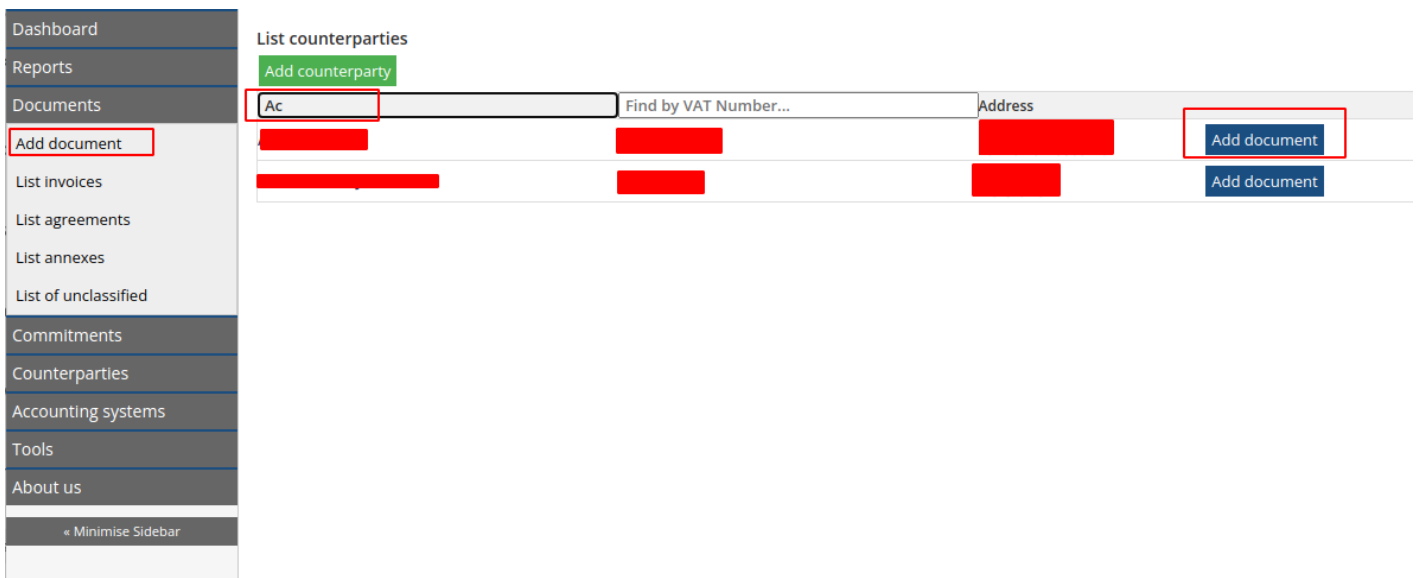 Dashboard
Reports
Documents
Add document
List invoices
List agreements
List annexes
List of unclassified
Commitments
Counterparties
Accounting systems
Tools
About us
« Minimise Sidebar
List counterparties
Add counterparty
Ac Find by VAT Number... Address
Add document
Add document